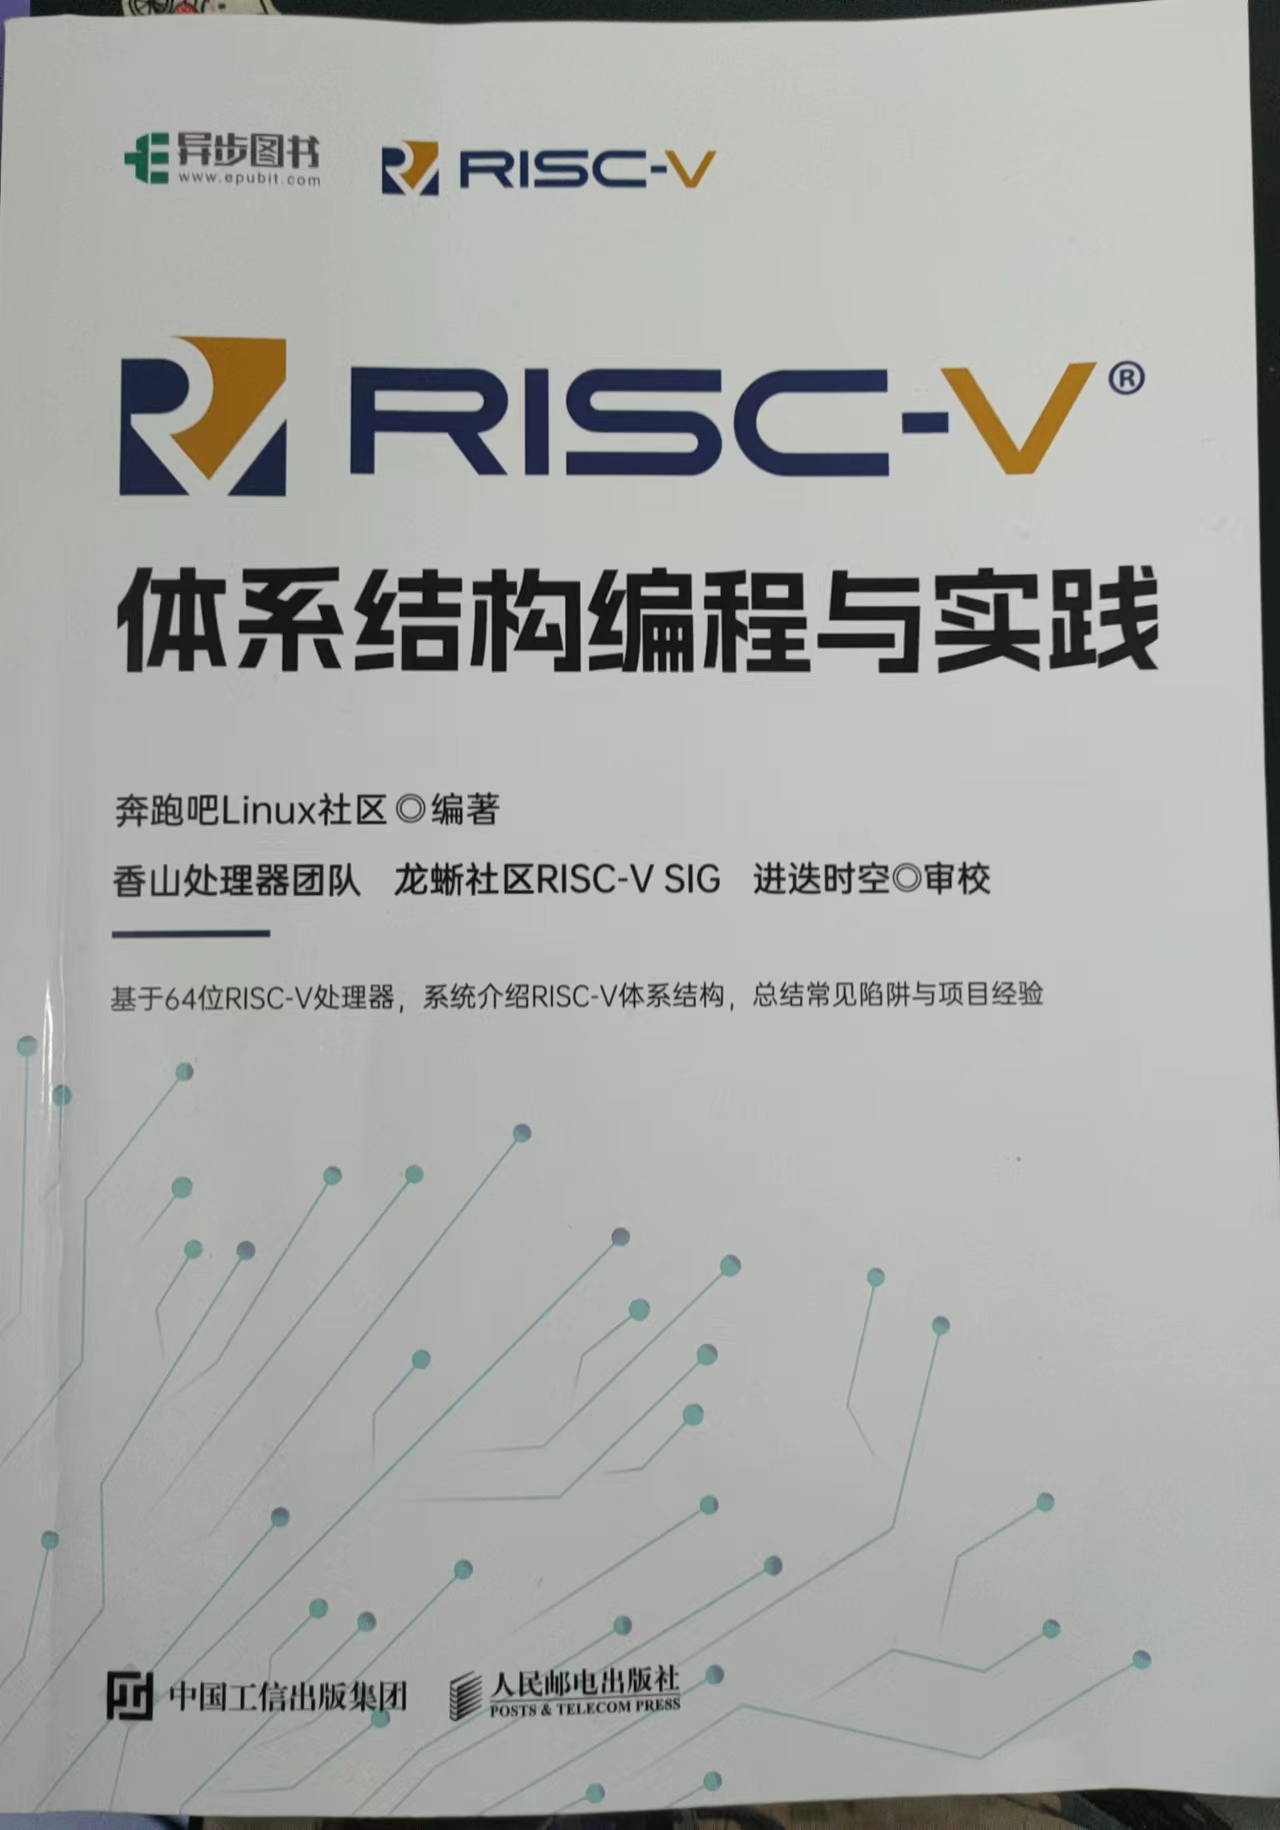 异步图书
www.epubit.com
RISC-V
RISC-V®
体系结构编程与实践
奔跑吧Linux社区◎编著
香山处理器团队 龙蜥社区RISC-V SIG 进迭时空◎审校
基于64位RISC-V处理器，系统介绍RISC-V体系结构，总结常见陷阱与项目经验
中国工信出版集团
人民邮电出版社
POSTS & TELECOM PRESS